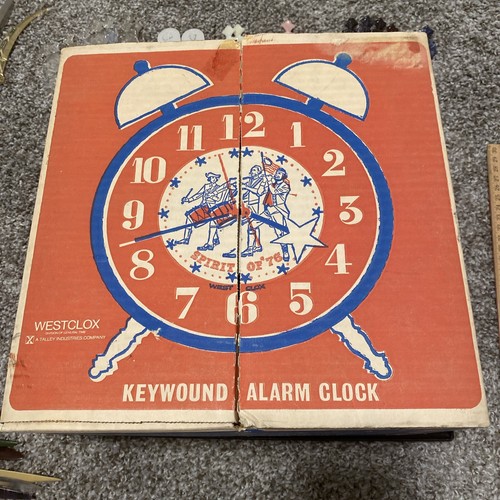 12
11 1
10 2
9 3
8 4
7 5
6
SPIRIT OF '76
WESTCLOX
WESTCLOX
A TALLEY INDUSTRIES COMPANY
KEYWOUND ALARM CLOCK